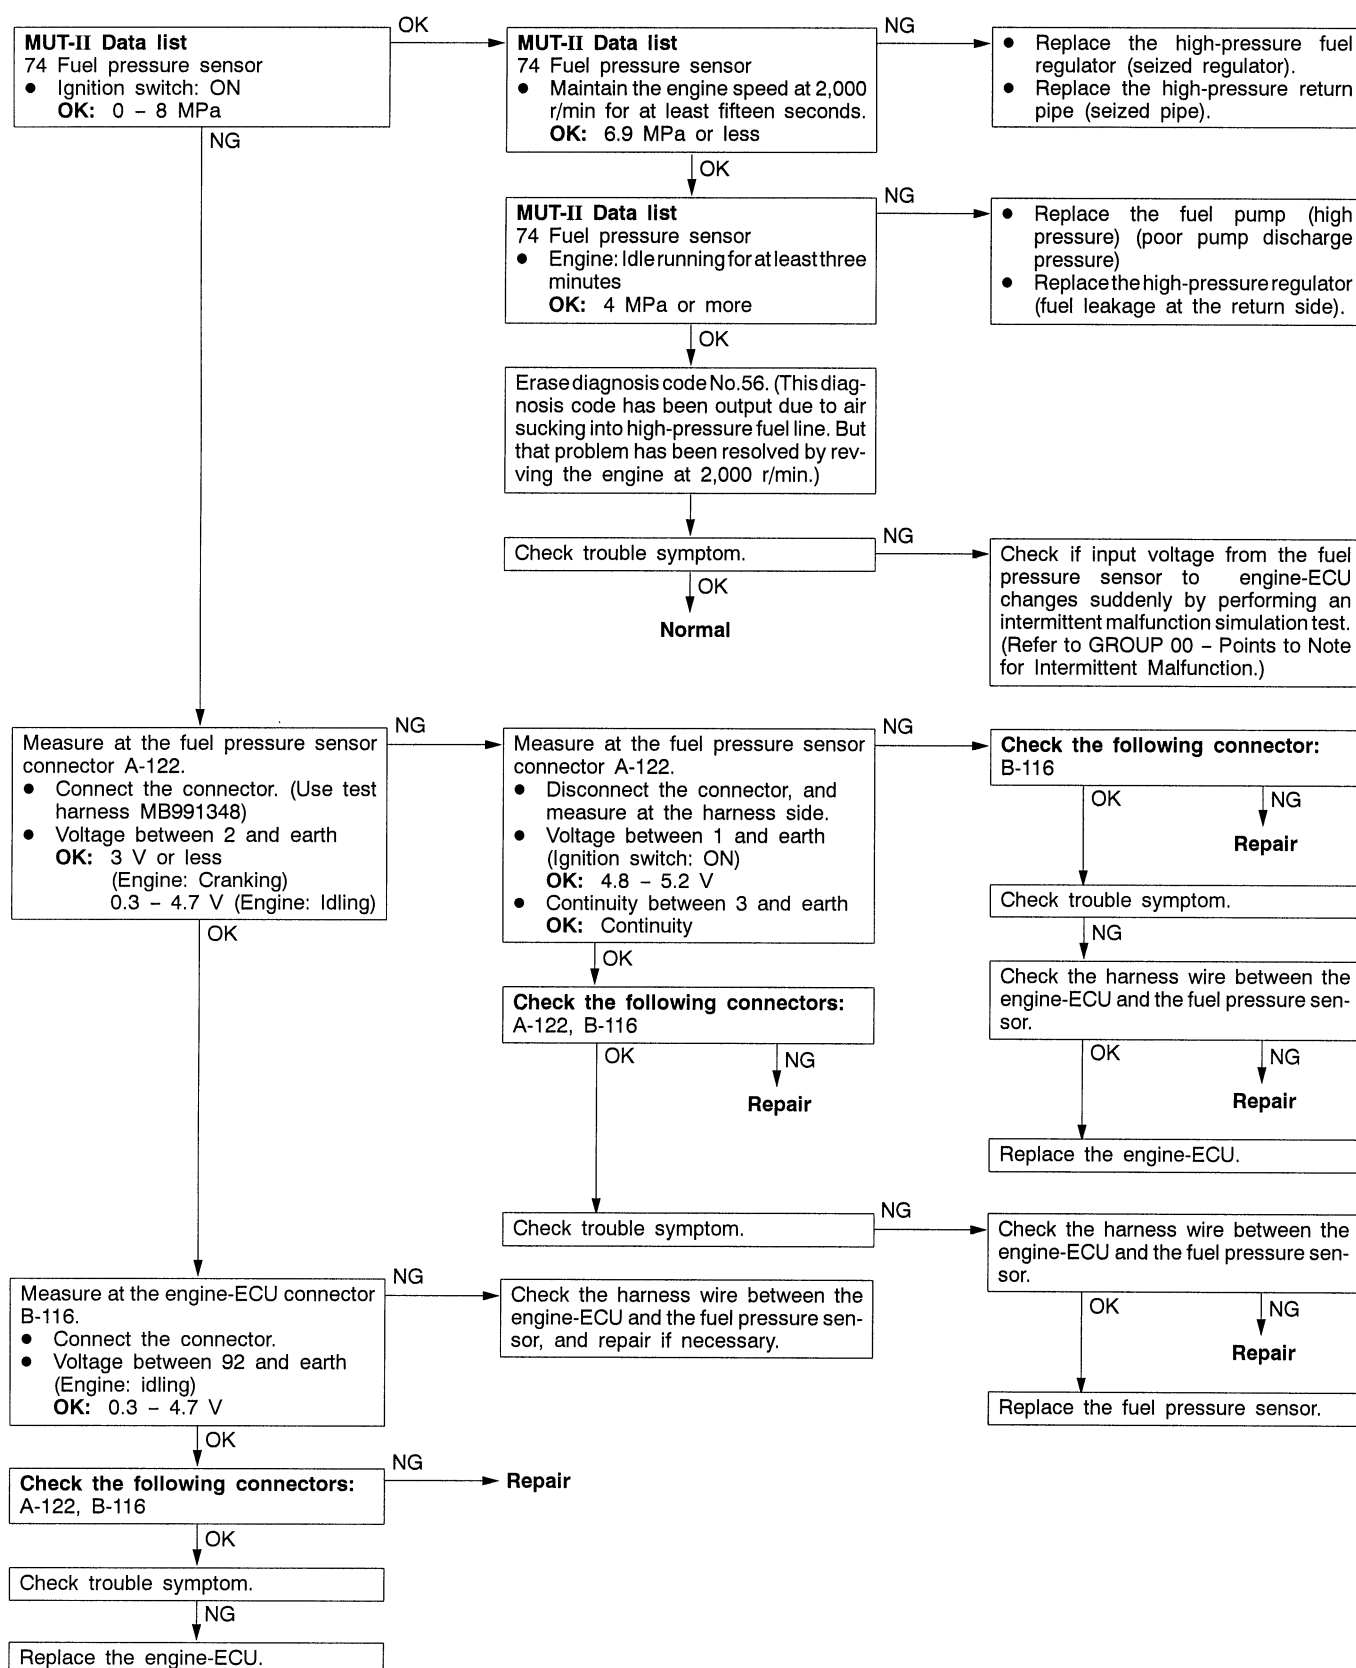 MUT-II Data list
74 Fuel pressure sensor
● Ignition switch: ON
OK: 0 – 8 MPa
OK
NG
MUT-II Data list
74 Fuel pressure sensor
● Maintain the engine speed at 2,000
r/min for at least fifteen seconds.
OK: 6.9 MPa or less
NG
● Replace the high-pressure fuel
regulator (seized regulator).
● Replace the high-pressure return
pipe (seized pipe).
OK
MUT-II Data list
74 Fuel pressure sensor
● Engine: Idle running for at least three
minutes
OK: 4 MPa or more
NG
● Replace the fuel pump (high
pressure) (poor pump discharge
pressure)
● Replace the high-pressure regulator
(fuel leakage at the return side).
OK
Erase diagnosis code No.56. (This diag-
nosis code has been output due to air
sucking into high-pressure fuel line. But
that problem has been resolved by rev-
ving the engine at 2,000 r/min.)
Check trouble symptom.
NG
OK
Normal
Check if input voltage from the fuel
pressure sensor to engine-ECU
changes suddenly by performing an
intermittent malfunction simulation test.
(Refer to GROUP 00 – Points to Note
for Intermittent Malfunction.)
Measure at the fuel pressure sensor
connector A-122.
● Connect the connector. (Use test
harness MB991348)
● Voltage between 2 and earth
OK: 3 V or less
(Engine: Cranking)
0.3 – 4.7 V (Engine: Idling)
NG
OK
Measure at the fuel pressure sensor
connector A-122.
● Disconnect the connector, and
measure at the harness side.
● Voltage between 1 and earth
(Ignition switch: ON)
OK: 4.8 – 5.2 V
● Continuity between 3 and earth
OK: Continuity
NG
Check the following connector:
B-116
OK
NG
Repair
Check trouble symptom.
NG
Check the harness wire between the
engine-ECU and the fuel pressure sen-
sor.
OK
NG
Repair
Replace the engine-ECU.
OK
Check the following connectors:
A-122, B-116
OK
NG
Repair
Check trouble symptom.
NG
Check the harness wire between the
engine-ECU and the fuel pressure sen-
sor.
OK
NG
Repair
Replace the fuel pressure sensor.
Measure at the engine-ECU connector
B-116.
● Connect the connector.
● Voltage between 92 and earth
(Engine: idling)
OK: 0.3 – 4.7 V
NG
Check the harness wire between the
engine-ECU and the fuel pressure sen-
sor, and repair if necessary.
OK
Check the following connectors:
A-122, B-116
NG
Repair
OK
Check trouble symptom.
NG
Replace the engine-ECU.